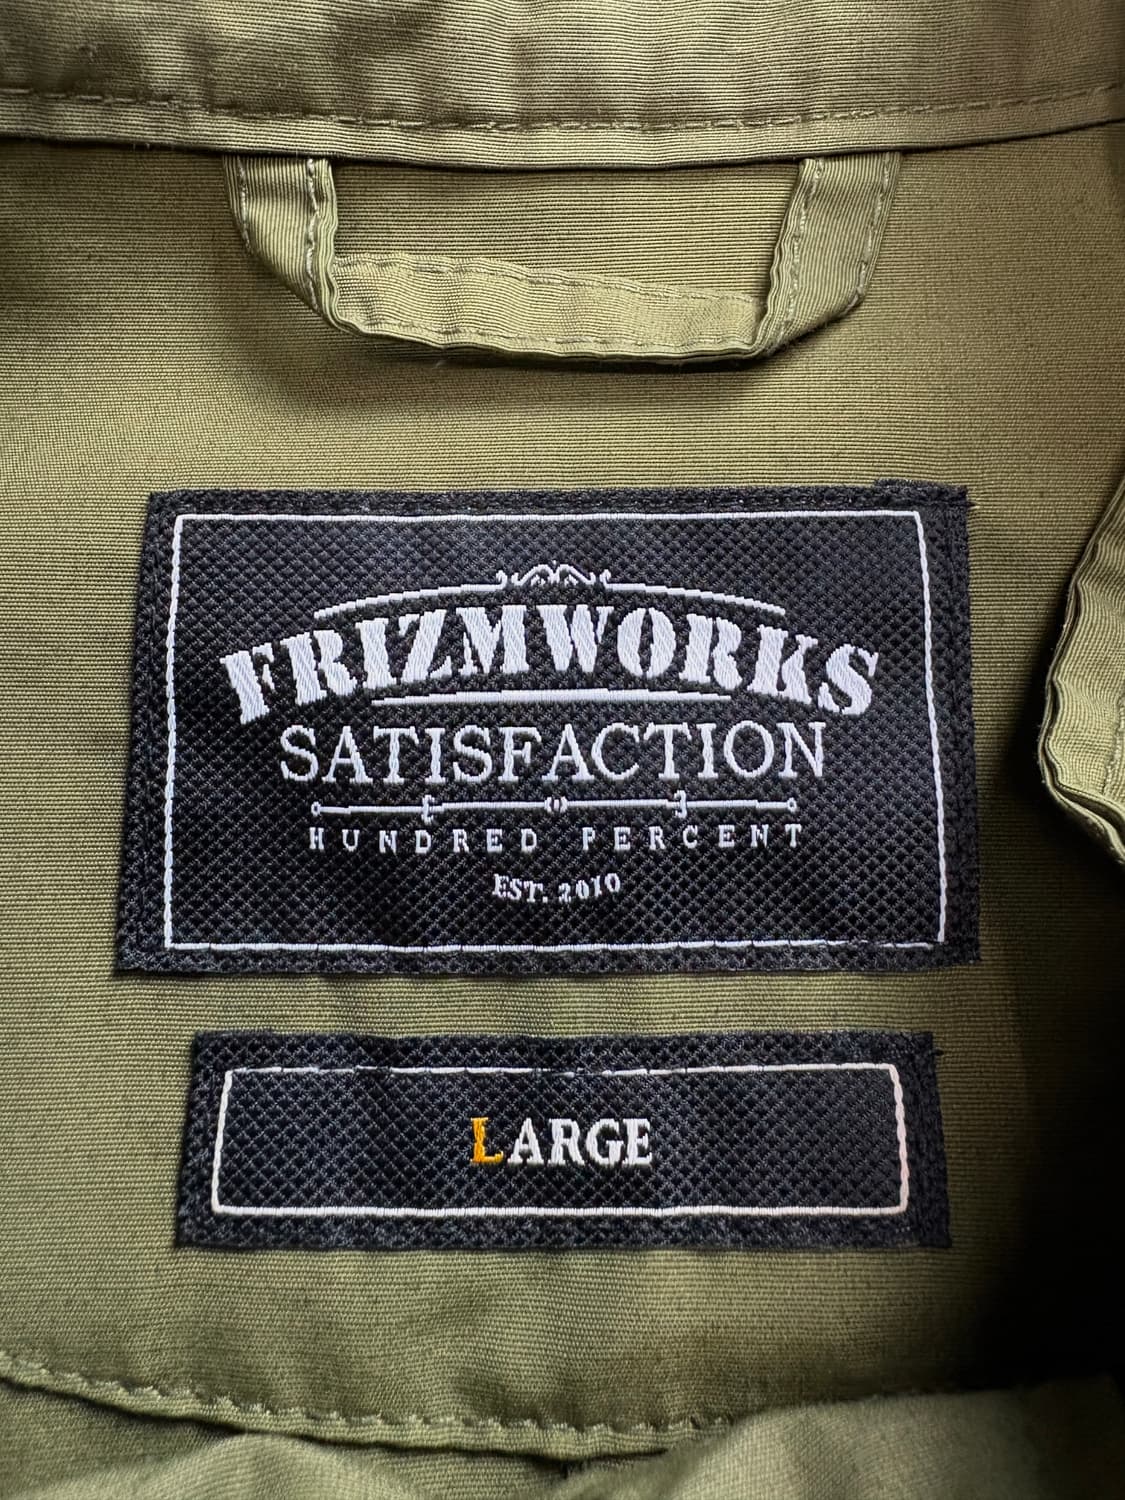 FRIZMWORKS
SATISFACTION
HUNDRED PERCENT
EST. 2010
LARGE